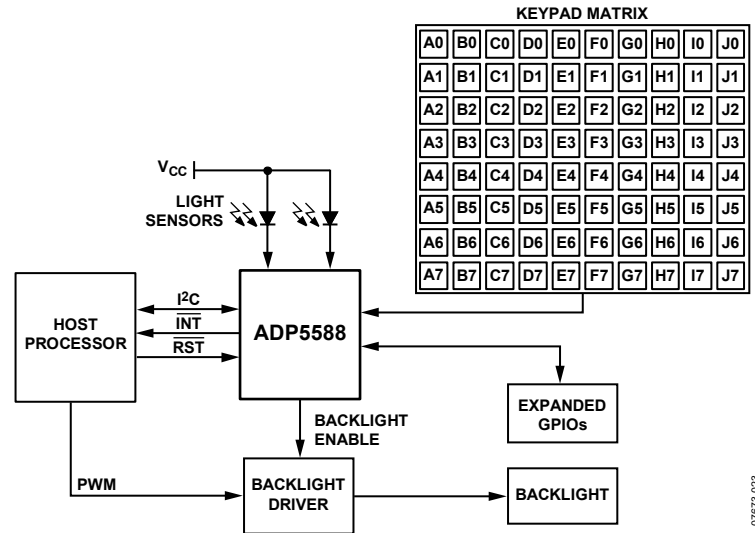 KEYPAD MATRIX
A0 B0 C0 D0 E0 F0 G0 H0 I0 J0
A1 B1 C1 D1 E1 F1 G1 H1 I1 J1
A2 B2 C2 D2 E2 F2 G2 H2 I2 J2
A3 B3 C3 D3 E3 F3 G3 H3 I3 J3
A4 B4 C4 D4 E4 F4 G4 H4 I4 J4
A5 B5 C5 D5 E5 F5 G5 H5 I5 J5
A6 B6 C6 D6 E6 F6 G6 H6 I6 J6
A7 B7 C7 D7 E7 F7 G7 H7 I7 J7
VCC
LIGHT
SENSORS
HOST
PROCESSOR
I²C
INT
RST
ADP5588
BACKLIGHT
ENABLE
EXPANDED
GPIOs
PWM
BACKLIGHT
DRIVER
BACKLIGHT
07673-023